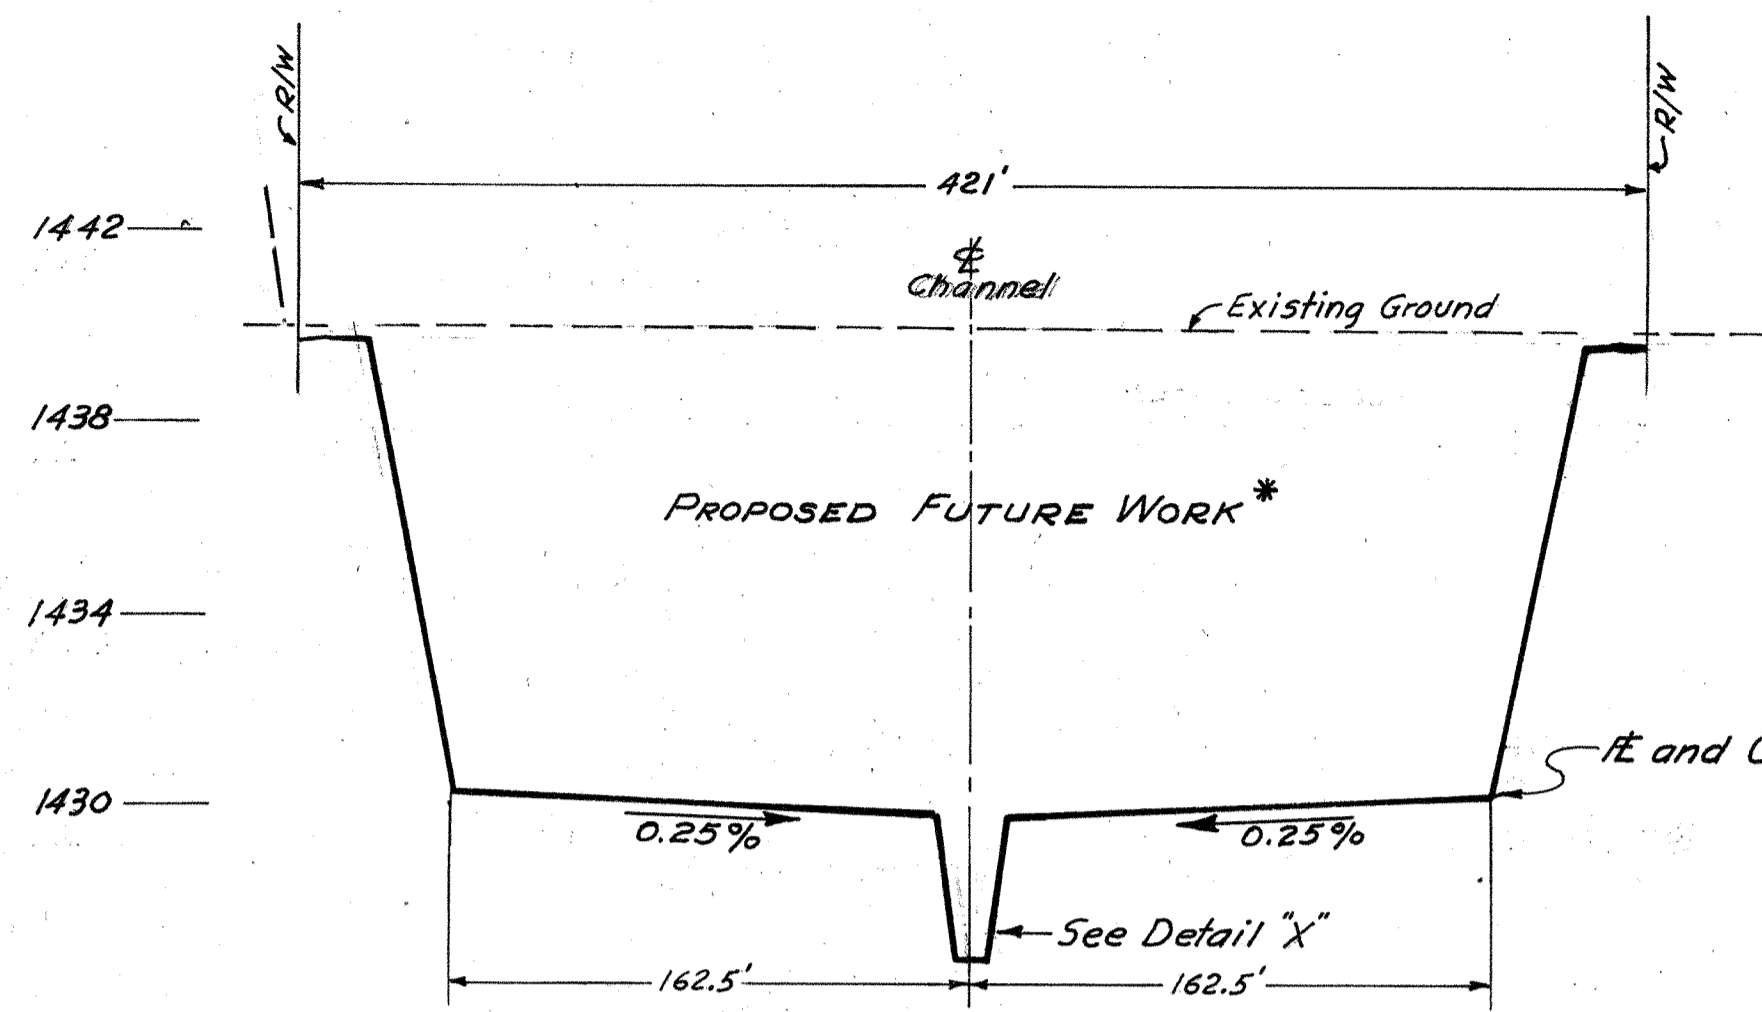 R/W
R/W
421'
1442
℄
Channel
Existing Ground
1438
PROPOSED FUTURE WORK*
1434
and
1430
0.25%
0.25%
See Detail "X"
162.5'
162.5'